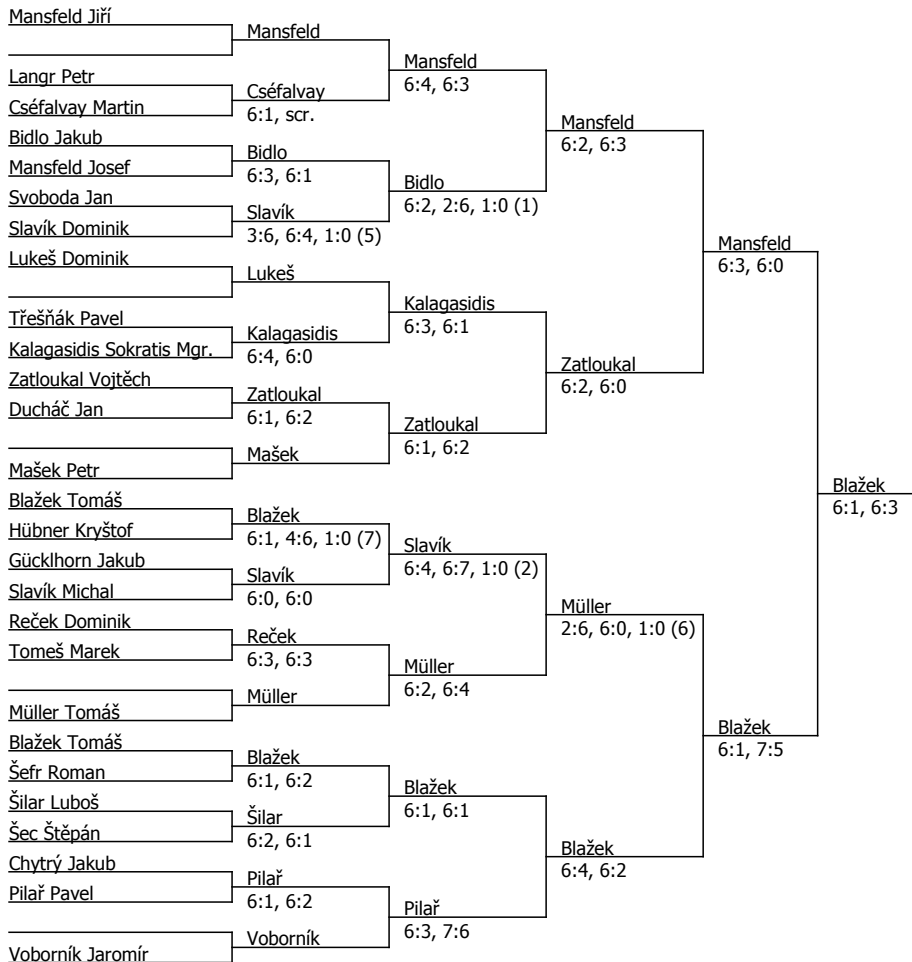 Mansfeld Jiří
Langr Petr
Cséfalvay Martin
Bidlo Jakub
Mansfeld Josef
Svoboda Jan
Slavík Dominik
Lukeš Dominik
Třešňák Pavel
Kalagasidis Sokratis Mgr.
Zatloukal Vojtěch
Ducháč Jan
Mašek Petr
Blažek Tomáš
Hübner Kryštof
Gücklhorn Jakub
Slavík Michal
Reček Dominik
Tomeš Marek
Müller Tomáš
Blažek Tomáš
Šefr Roman
Šilar Luboš
Šec Štěpán
Chytrý Jakub
Pilař Pavel
Voborník Jaromír
Mansfeld
Cséfalvay
6:1, scr.
Bidlo
6:3, 6:1
Slavík
3:6, 6:4, 1:0 (5)
Lukeš
Kalagasidis
6:4, 6:0
Zatloukal
6:1, 6:2
Mašek
Blažek
6:1, 4:6, 1:0 (7)
Slavík
6:0, 6:0
Reček
6:3, 6:3
Müller
Blažek
6:1, 6:2
Šilar
6:2, 6:1
Pilař
6:1, 6:2
Voborník
Mansfeld
6:4, 6:3
Bidlo
6:2, 2:6, 1:0 (1)
Kalagasidis
6:3, 6:1
Zatloukal
6:1, 6:2
Slavík
6:4, 6:7, 1:0 (2)
Müller
6:2, 6:4
Blažek
6:1, 6:1
Pilař
6:3, 7:6
Mansfeld
6:2, 6:3
Zatloukal
6:2, 6:0
Müller
2:6, 6:0, 1:0 (6)
Blažek
6:4, 6:2
Mansfeld
6:3, 6:0
Blažek
6:1, 7:5
Blažek
6:1, 6:3